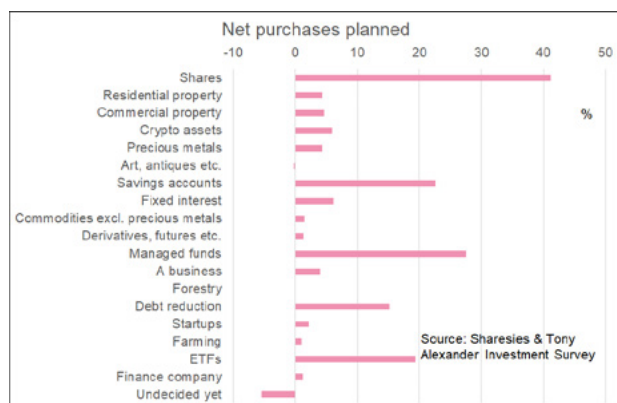 Net purchases planned
-10 0 10 20 30 40 50
Shares
Residential property
Commercial property
%
Crypto assets
Precious metals
Art, antiques etc.
Savings accounts
Fixed interest
Commodities excl. precious metals
Derivatives, futures etc.
Managed funds
A business
Forestry
Debt reduction
Startups
Farming
ETFs
Finance company
Undecided yet
Source: Sharesies & Tony
Alexander Investment Survey